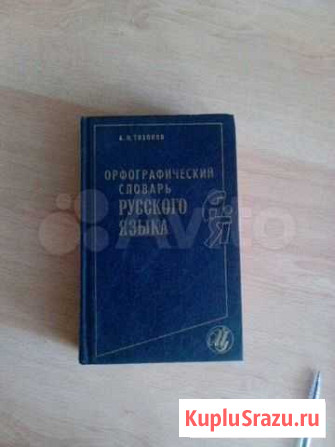 А. Н. ТИХОНОВ
ОРФОГРАФИЧЕСКИЙ
СЛОВАРЬ
РУССКОГО
ЯЗЫКА
А Я
Avito
KupluSrazu.ru